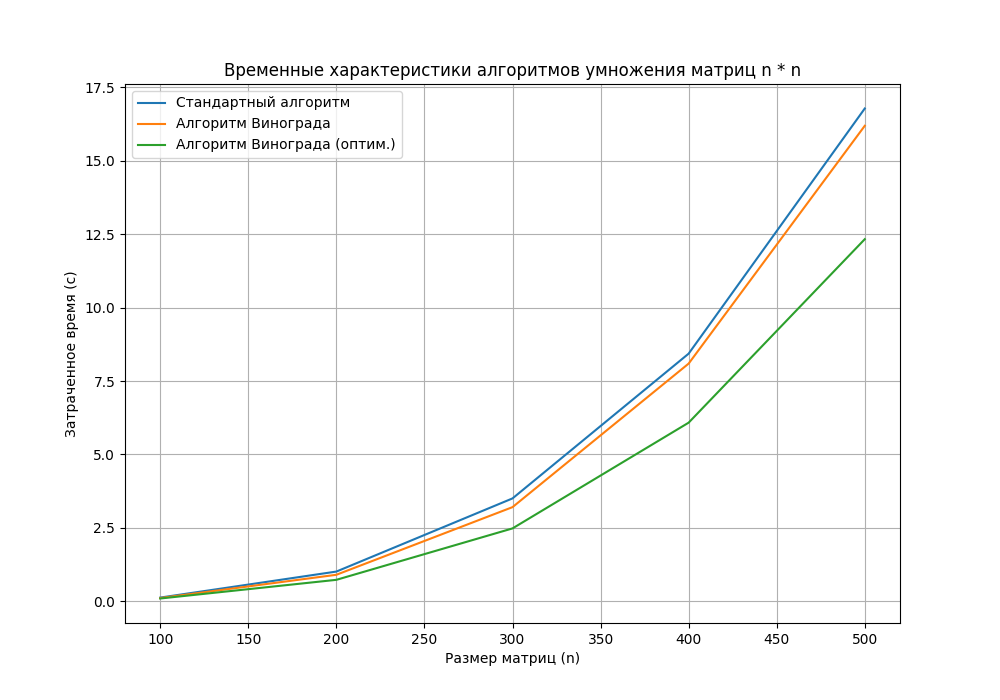 Временные характеристики алгоритмов умножения матриц n * n
Стандартный алгоритм
Алгоритм Винограда
Алгоритм Винограда (оптим.)
17.5
15.0
12.5
10.0
7.5
5.0
2.5
0.0
Затраченное время (с)
100 150 200 250 300 350 400 450 500
Размер матриц (n)